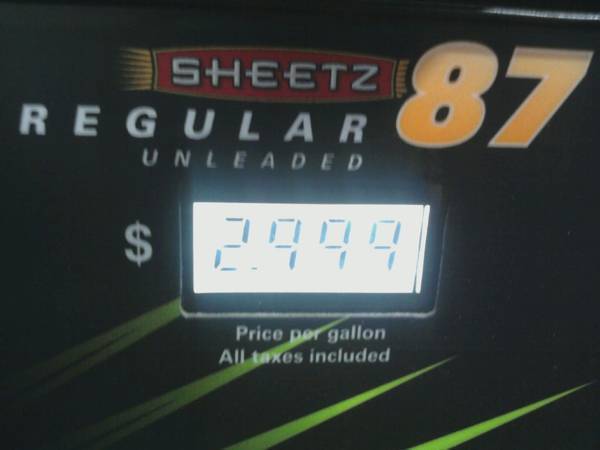 SHEETZ 87
REGULAR
UNLEADED
$ 2.999
Price per gallon
All taxes included